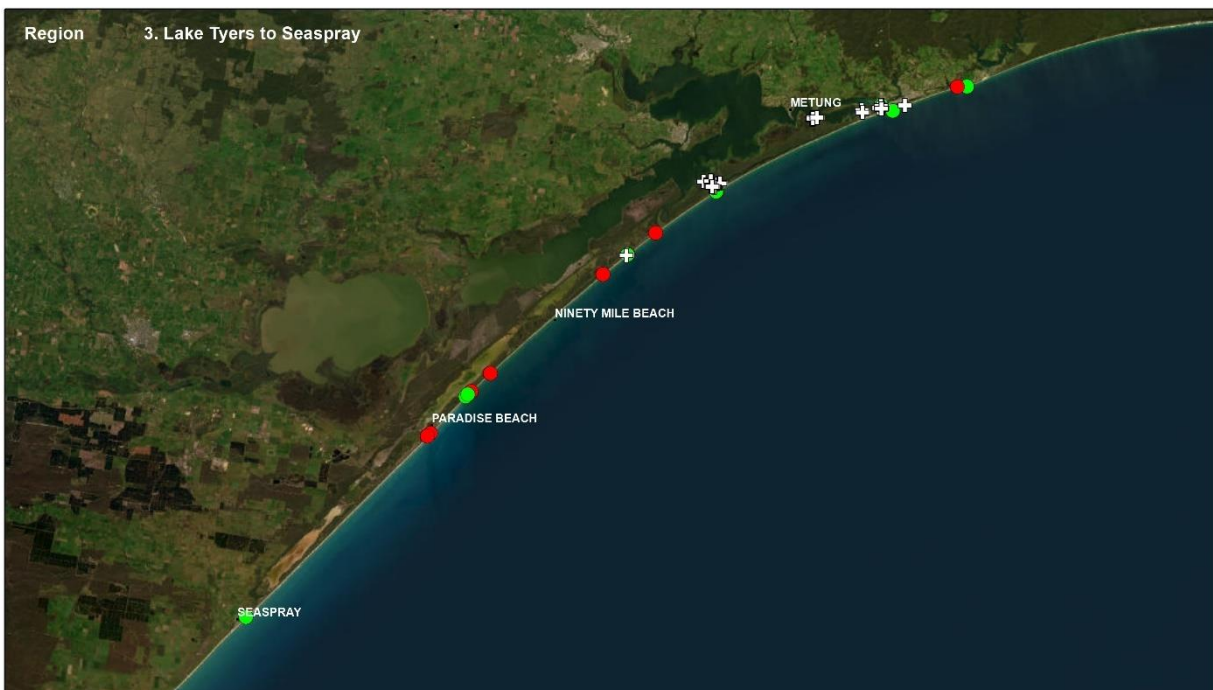 Region 3. Lake Tyers to Seaspray
METUNG
NINETY MILE BEACH
PARADISE BEACH
SEASPRAY